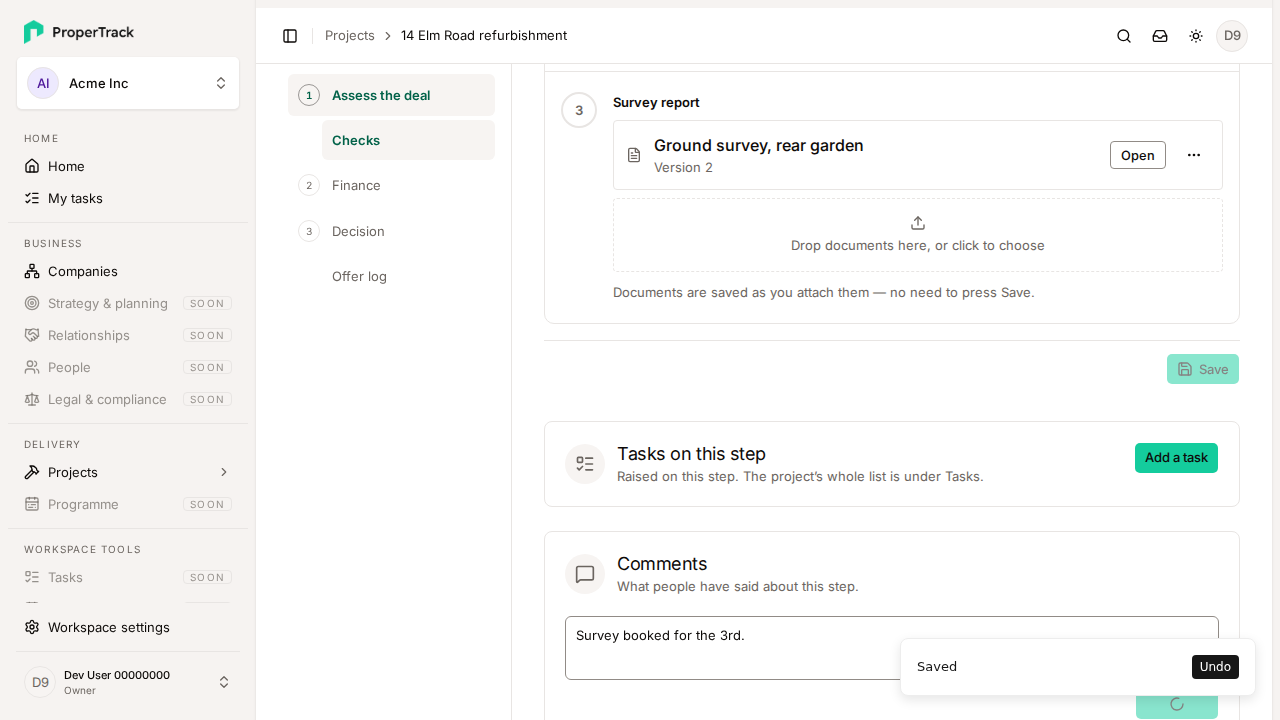 ProperTrack
AI
Acme Inc
HOME
Home
My tasks
BUSINESS
Companies
Strategy & planning SOON
Relationships SOON
People SOON
Legal & compliance SOON
DELIVERY
Projects
Programme SOON
WORKSPACE TOOLS
Tasks SOON
Workspace settings
D9
Dev User 00000000
Owner
Projects > 14 Elm Road refurbishment
D9
1 Assess the deal
Checks
2 Finance
3 Decision
Offer log
3
Survey report
Ground survey, rear garden
Version 2
Open
Drop documents here, or click to choose
Documents are saved as you attach them — no need to press Save.
Save
Tasks on this step
Raised on this step. The project’s whole list is under Tasks.
Add a task
Comments
What people have said about this step.
Survey booked for the 3rd.
Saved
Undo